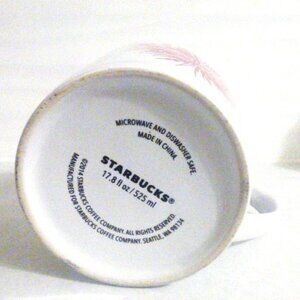 MICROWAVE AND DISHWASHER SAFE.
MADE IN CHINA.
STARBUCKS®
17.8 fl oz / 525 ml
©2014 STARBUCKS COFFEE COMPANY. ALL RIGHTS RESERVED.
MANUFACTURED FOR STARBUCKS COFFEE COMPANY, SEATTLE, WA 98134